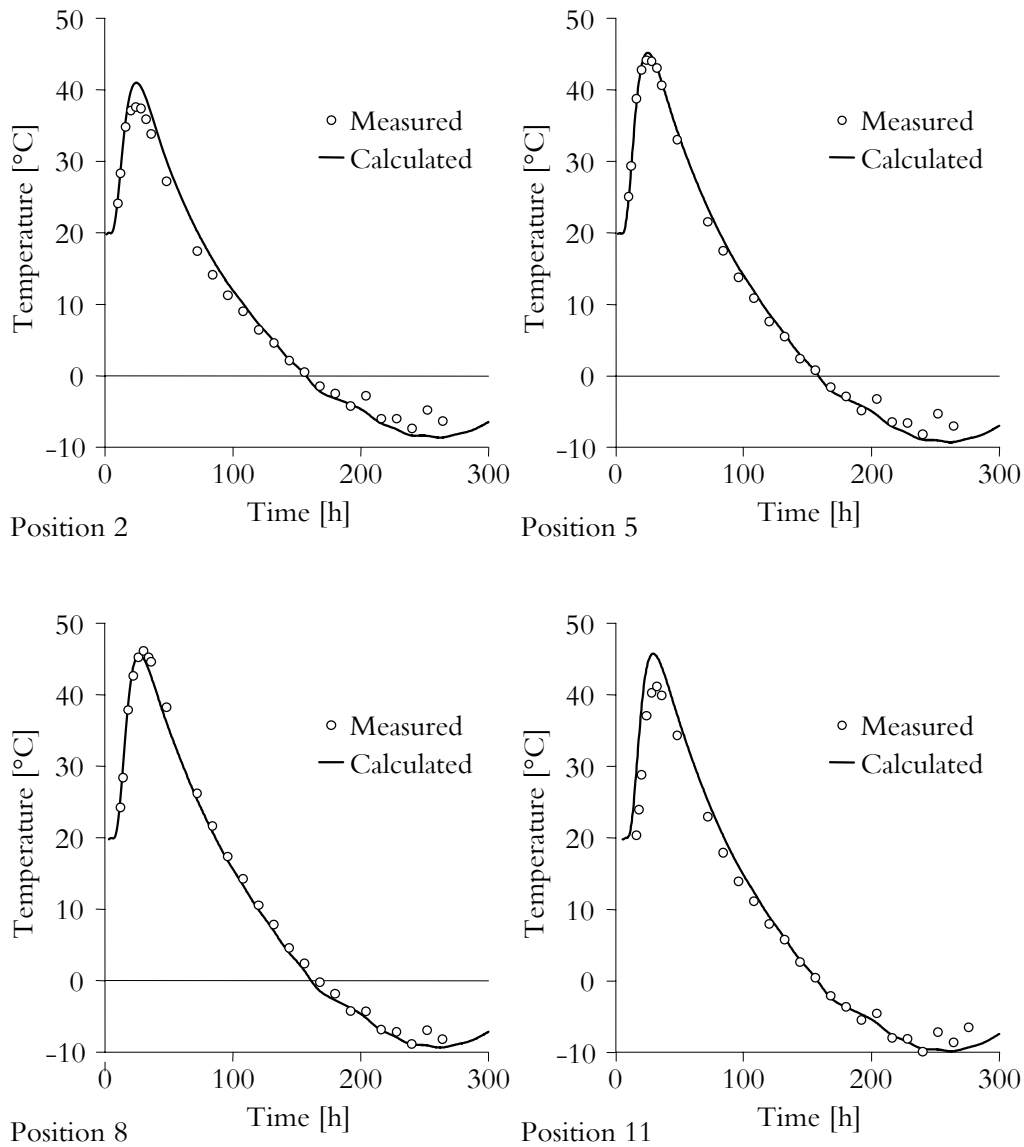 50
40
30
20
10
0
−10
Temperature [°C]
Measured
Calculated
0 100 200 300
Time [h]
Position 2
50
40
30
20
10
0
−10
Temperature [°C]
Measured
Calculated
0 100 200 300
Time [h]
Position 5
50
40
30
20
10
0
−10
Temperature [°C]
Measured
Calculated
0 100 200 300
Time [h]
Position 8
50
40
30
20
10
0
−10
Temperature [°C]
Measured
Calculated
0 100 200 300
Time [h]
Position 11